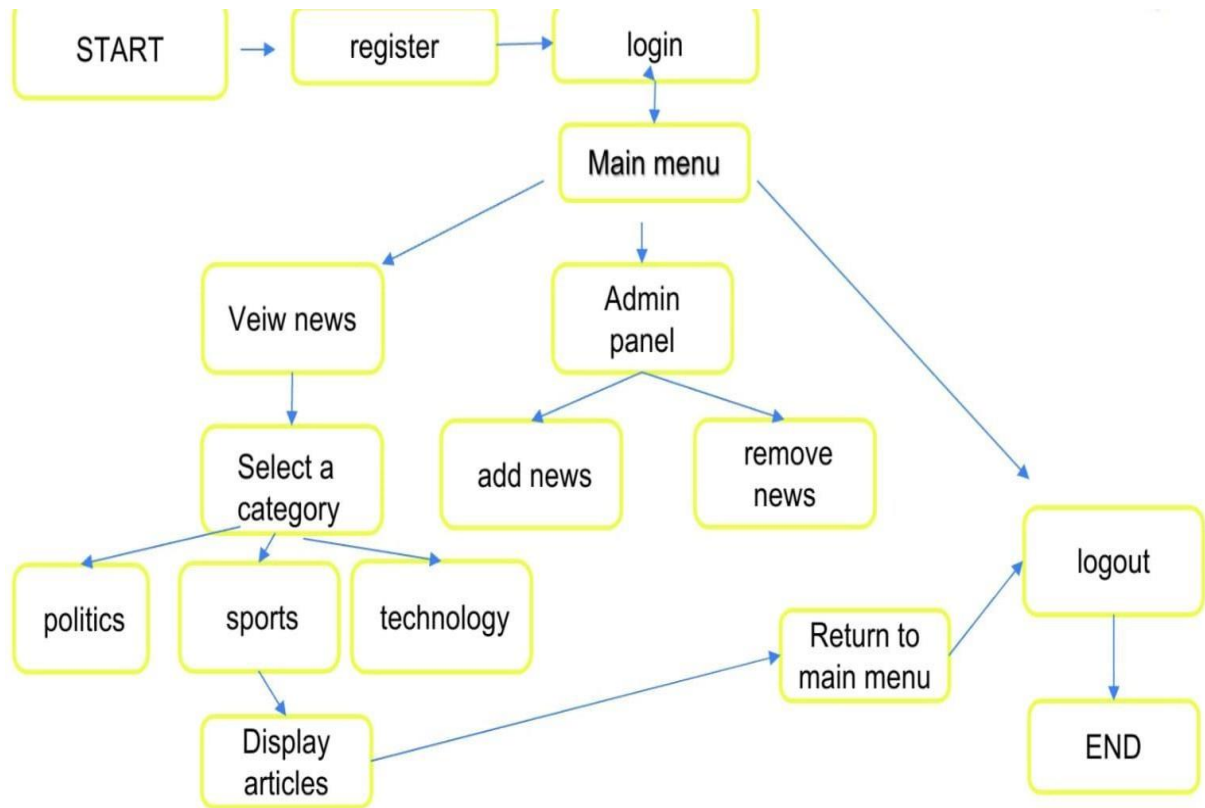 START
register
login
Main menu
Veiw news
Admin
panel
Select a
category
add news
remove
news
politics
sports
technology
logout
Return to
main menu
Display
articles
END